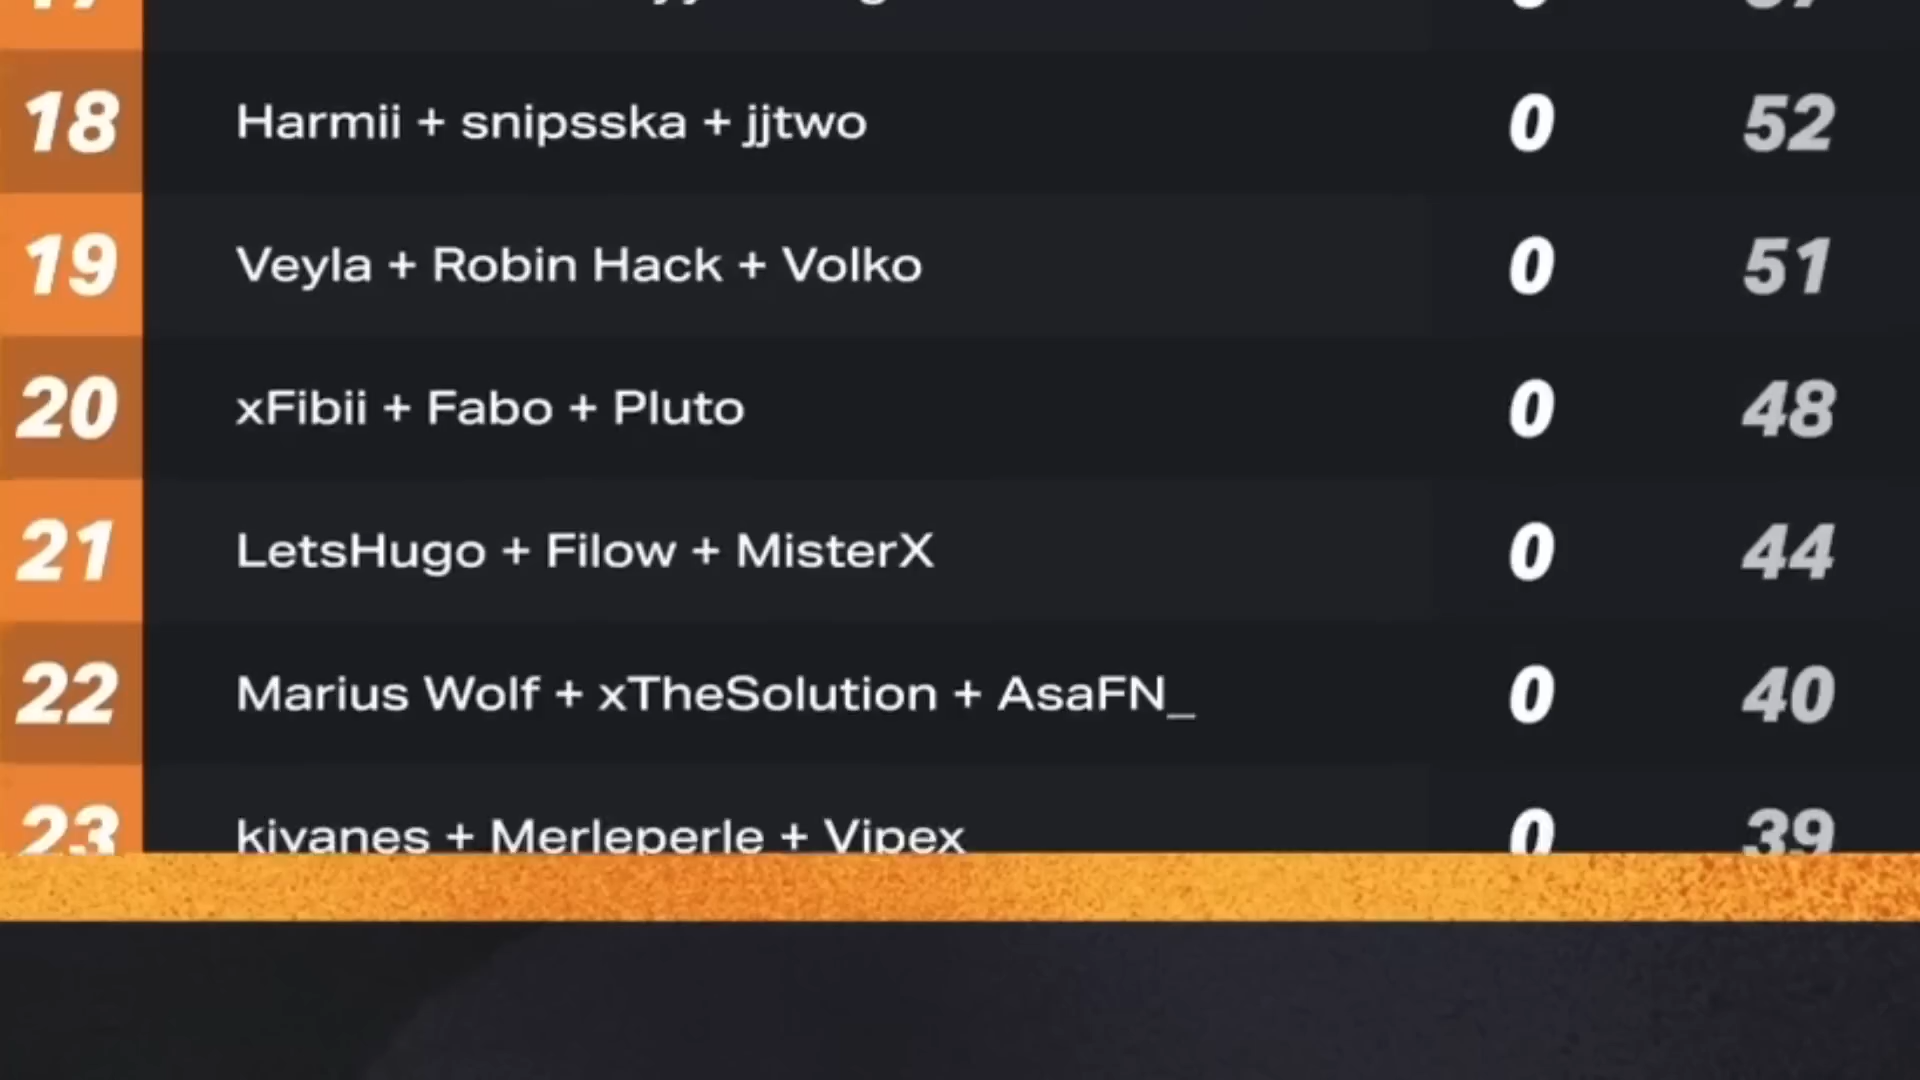 18 Harmii + snipsska + jjtwo 0 52
19 Veyla + Robin Hack + Volko 0 51
20 xFibii + Fabo + Pluto 0 48
21 LetsHugo + Filow + MisterX 0 44
22 Marius Wolf + xTheSolution + AsaFN_ 0 40
23 kiyanes + Merleperle + Vipex 0 39